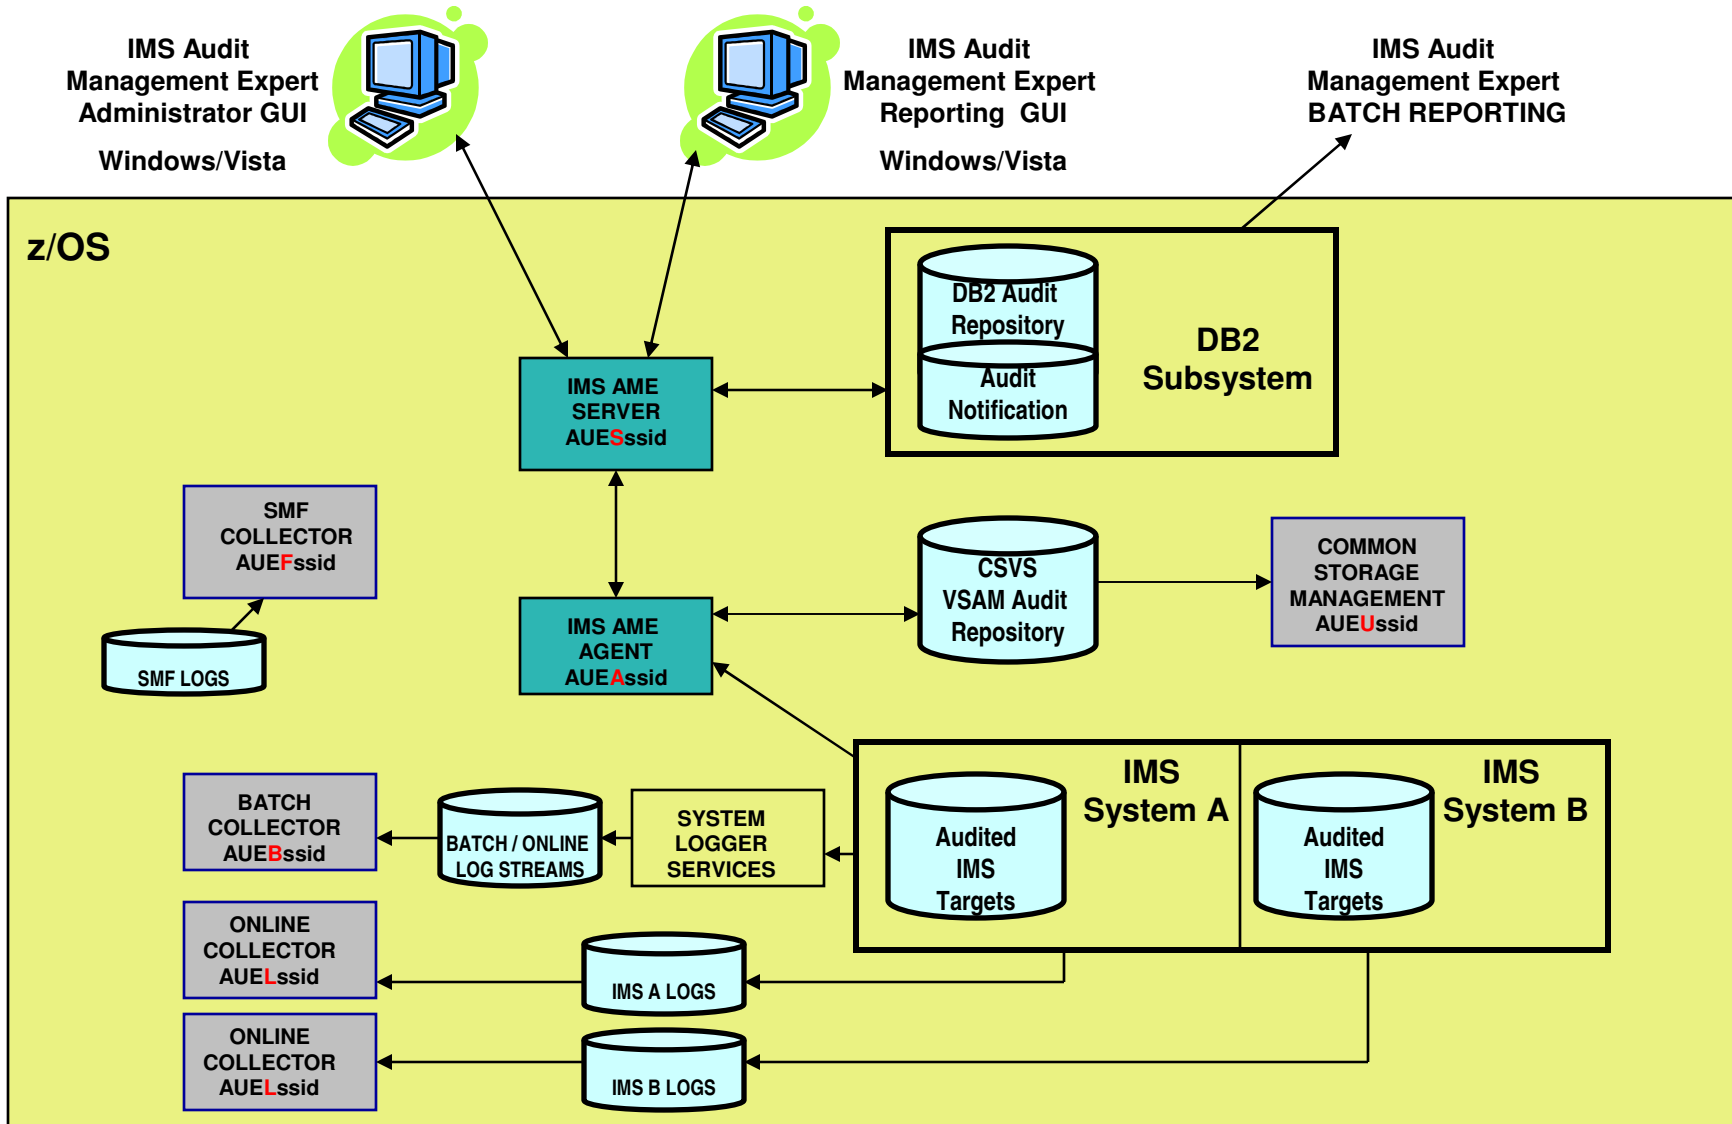 IMS Audit
Management Expert
Administrator GUI
Windows/Vista
IMS Audit
Management Expert
Reporting GUI
Windows/Vista
IMS Audit
Management Expert
BATCH REPORTING
z/OS
DB2 Audit
Repository
Audit
Notification
DB2
Subsystem
IMS AME
SERVER
AUESssid
SMF
COLLECTOR
AUEFssid
SMF LOGS
IMS AME
AGENT
AUEAssid
CSVS
VSAM Audit
Repository
COMMON
STORAGE
MANAGEMENT
AUEUssid
IMS
System A
Audited
IMS
Targets
IMS
System B
Audited
IMS
Targets
BATCH
COLLECTOR
AUEBssid
BATCH / ONLINE
LOG STREAMS
SYSTEM
LOGGER
SERVICES
ONLINE
COLLECTOR
AUELssid
IMS A LOGS
ONLINE
COLLECTOR
AUELssid
IMS B LOGS